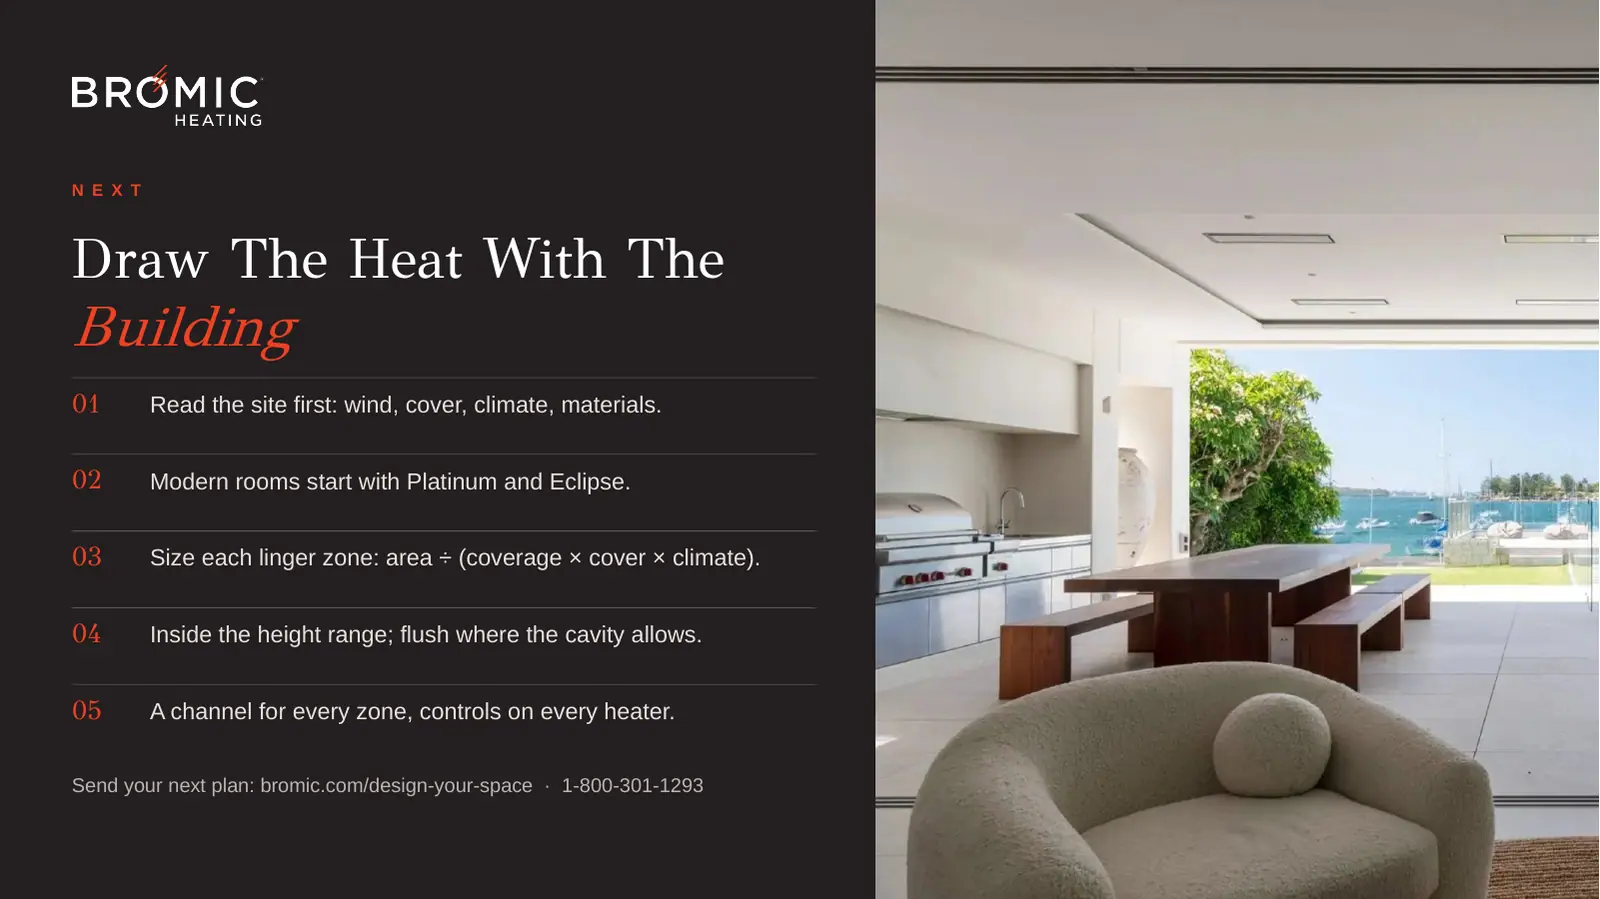 BROMIC
HEATING
NEXT
Draw The Heat With The
Building
01 Read the site first: wind, cover, climate, materials.
02 Modern rooms start with Platinum and Eclipse.
03 Size each linger zone: area ÷ (coverage × cover × climate).
04 Inside the height range; flush where the cavity allows.
05 A channel for every zone, controls on every heater.
Send your next plan: bromic.com/design-your-space · 1-800-301-1293